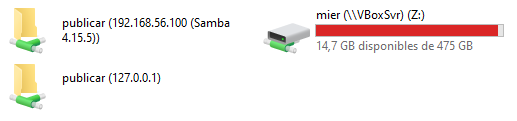 publicar (192.168.56.100 (Samba
4.15.5))
mier (\\VBoxSvr) (Z:)
14,7 GB disponibles de 475 GB
publicar (127.0.0.1)